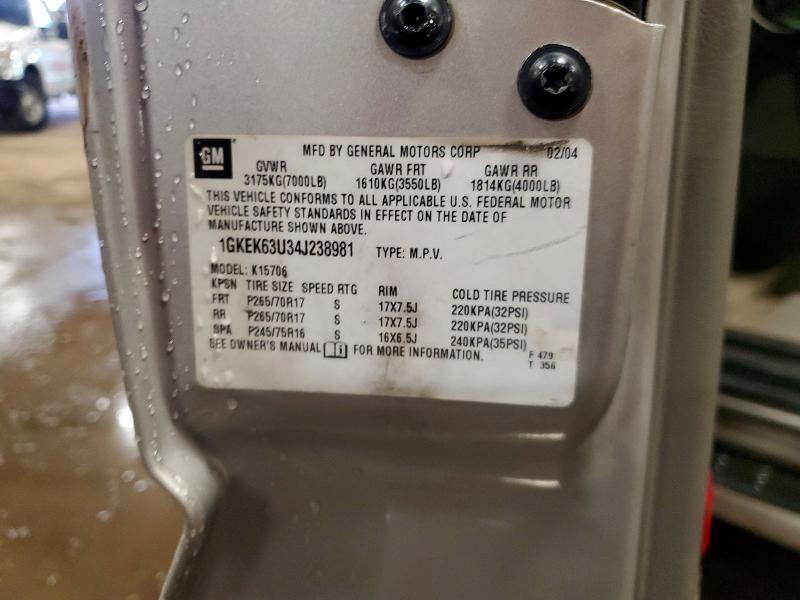 GM
MFD BY GENERAL MOTORS CORP 02/04
GVWR GAWR FRT GAWR RR
3175KG(7000LB) 1610KG(3550LB) 1814KG(4000LB)
THIS VEHICLE CONFORMS TO ALL APPLICABLE U.S. FEDERAL MOTOR
VEHICLE SAFETY STANDARDS IN EFFECT ON THE DATE OF
MANUFACTURE SHOWN ABOVE.
1GKEK63U34J238981 TYPE: M.P.V.
MODEL: K15706
KPSN TIRE SIZE SPEED RTG RIM COLD TIRE PRESSURE
FRT P265/70R17 S 17X7.5J 220KPA(32PSI)
RR P265/70R17 S 17X7.5J 220KPA(32PSI)
SPA P245/75R16 S 16X6.5J 240KPA(35PSI)
SEE OWNER'S MANUAL FOR MORE INFORMATION.
F 479
T 356